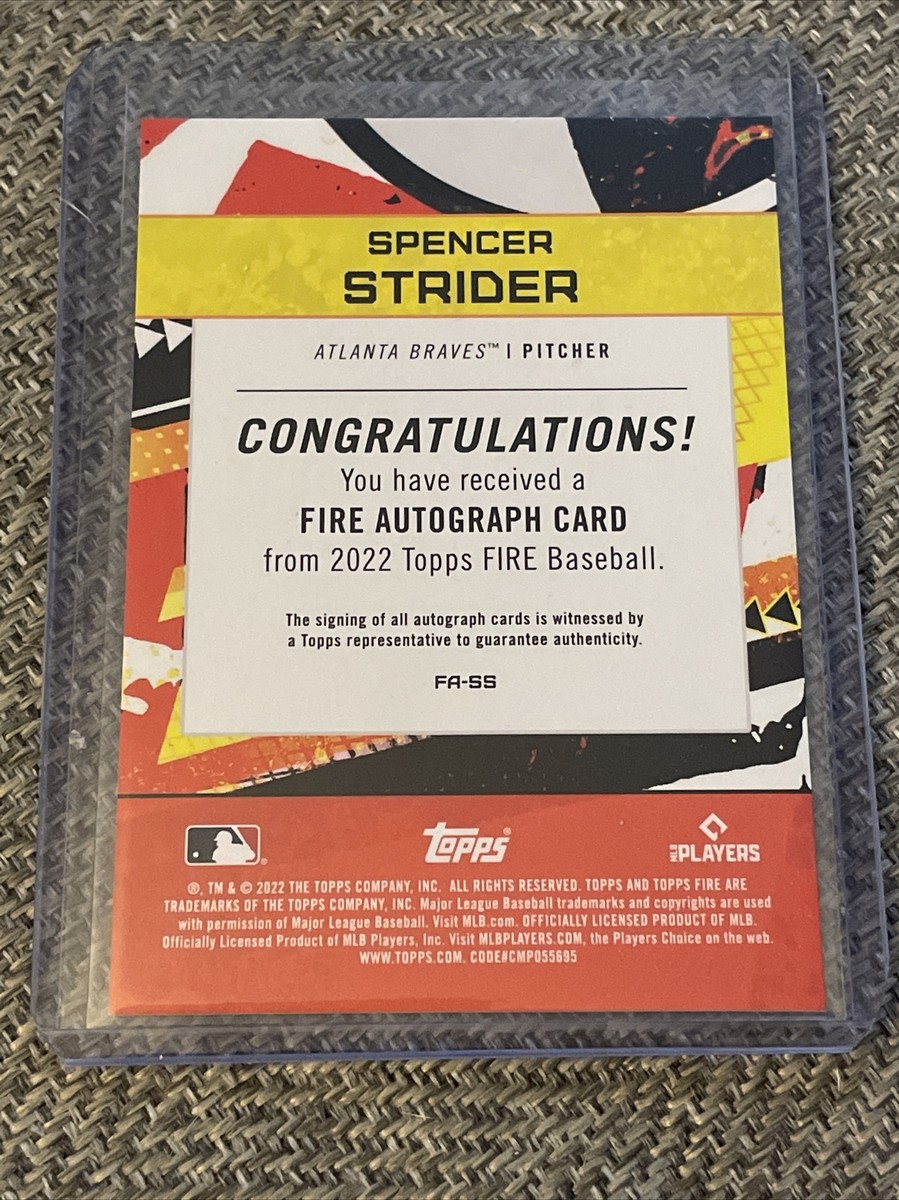 SPENCER
STRIDER
ATLANTA BRAVES™ | PITCHER
CONGRATULATIONS!
You have received a
FIRE AUTOGRAPH CARD
from 2022 Topps FIRE Baseball.
The signing of all autograph cards is witnessed by
a Topps representative to guarantee authenticity.
FA-SS
topps®
MLB PLAYERS
®, TM & © 2022 THE TOPPS COMPANY, INC. ALL RIGHTS RESERVED. TOPPS AND TOPPS FIRE ARE
TRADEMARKS OF THE TOPPS COMPANY, INC. Major League Baseball trademarks and copyrights are used
with permission of Major League Baseball. Visit MLB.com. OFFICIALLY LICENSED PRODUCT OF MLB.
Officially Licensed Product of MLB Players, Inc. Visit MLBPLAYERS.COM, the Players Choice on the web.
WWW.TOPPS.COM. CODE#CMP055695